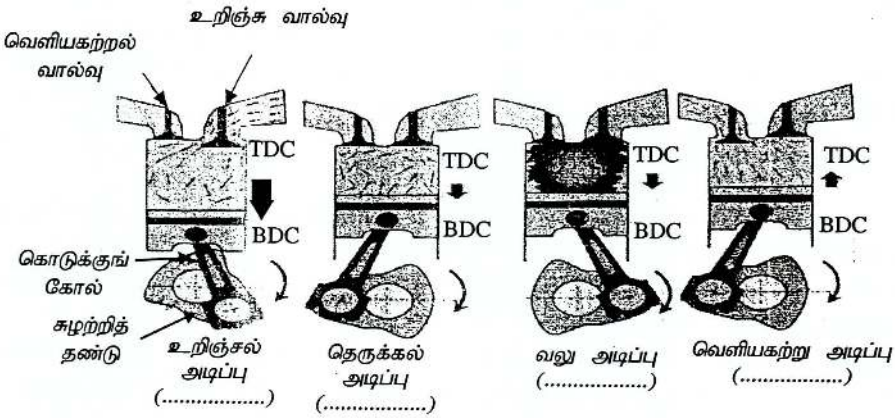 உறிஞ்சு வால்வு
வெளியகற்றல்
வால்வு
TDC
BDC
TDC
BDC
TDC
BDC
TDC
BDC
கொடுக்குங்
கோல்
சுழற்றித்
தண்டு
உறிஞ்சல்
அடிப்பு
(.................)
தெருக்கல்
அடிப்பு
(.................)
வலு அடிப்பு
(................)
வெளியகற்று அடிப்பு
(................)